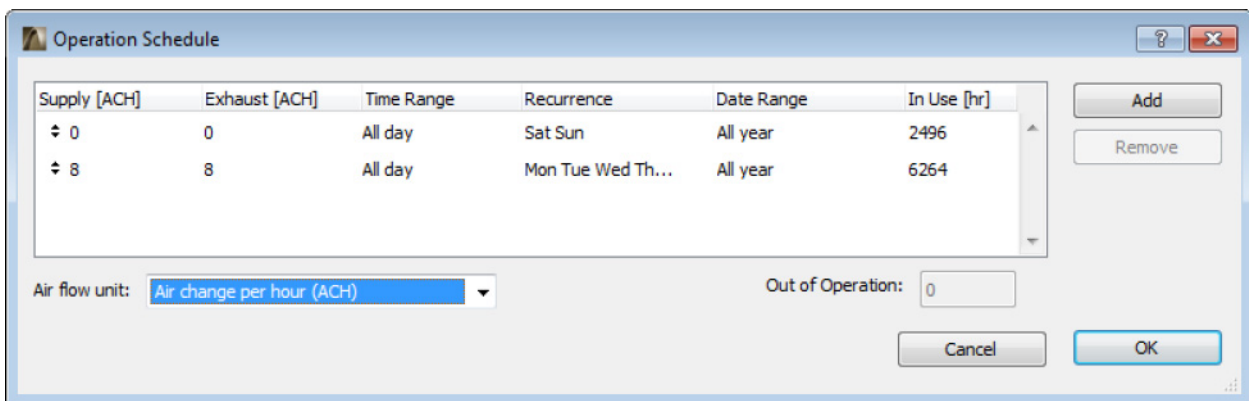 Operation Schedule
Supply [ACH] Exhaust [ACH] Time Range Recurrence Date Range In Use [hr]
0 0 All day Sat Sun All year 2496
8 8 All day Mon Tue Wed Th... All year 6264
Add
Remove
Air flow unit: Air change per hour (ACH) Out of Operation: 0
Cancel OK